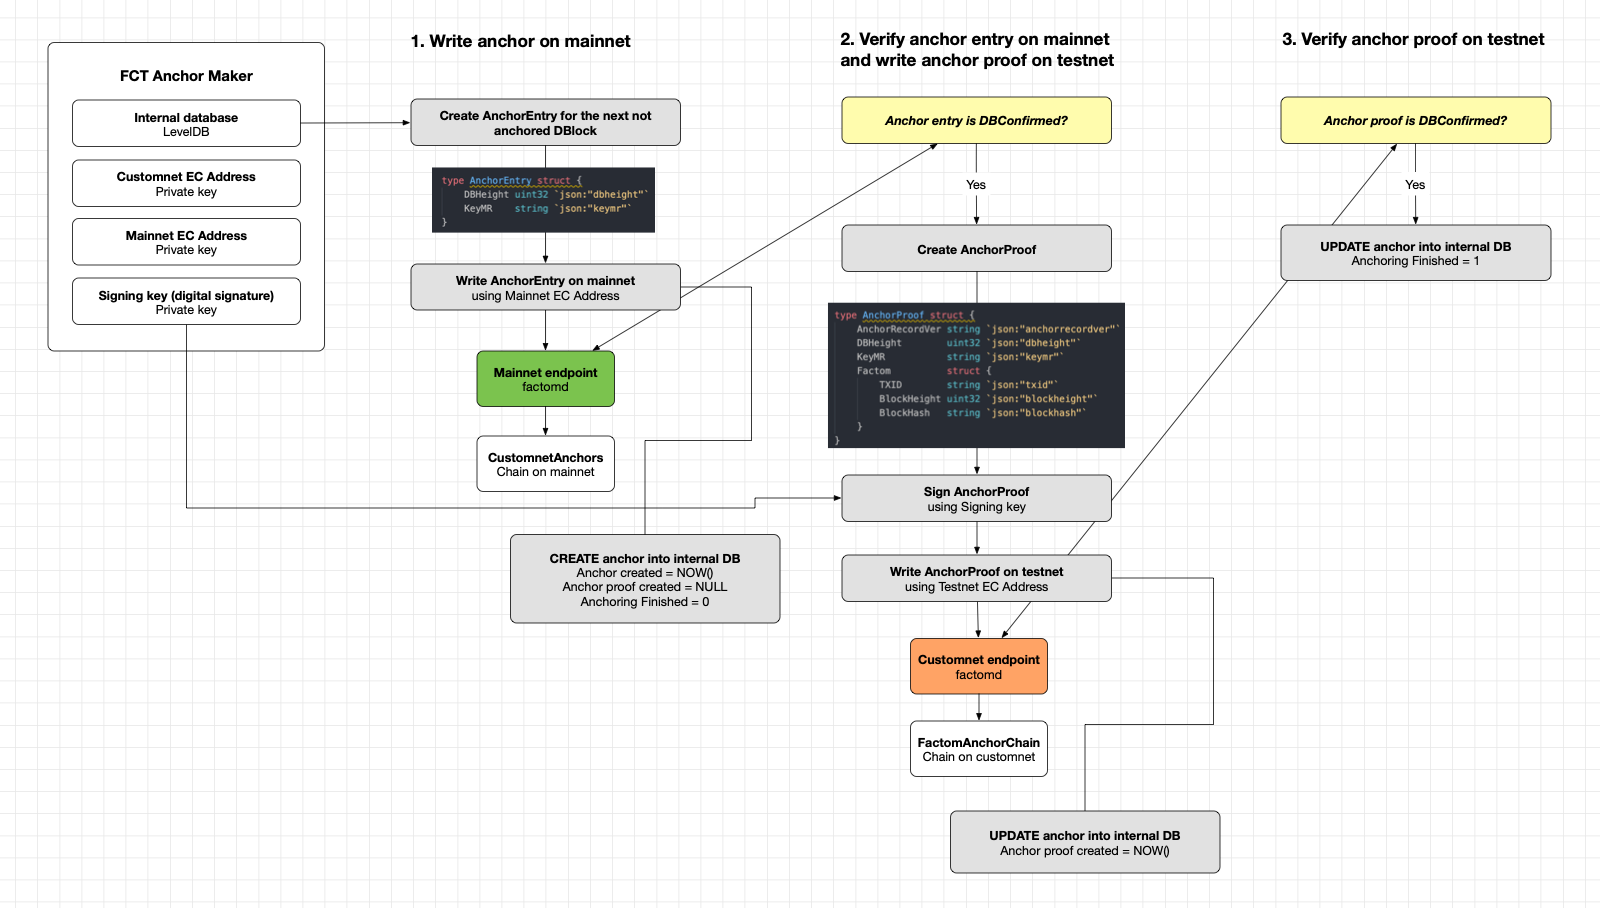 FCT Anchor Maker
Internal database
LevelDB
Customnet EC Address
Private key
Mainnet EC Address
Private key
Signing key (digital signature)
Private key
1. Write anchor on mainnet
Create AnchorEntry for the next not
anchored DBlock
type AnchorEntry struct {
DBHeight uint32 `json:"dbheight"`
KeyMR string `json:"keymr"`
}
Write AnchorEntry on mainnet
using Mainnet EC Address
Mainnet endpoint
factomd
CustomnetAnchors
Chain on mainnet
CREATE anchor into internal DB
Anchor created = NOW()
Anchor proof created = NULL
Anchoring Finished = 0
2. Verify anchor entry on mainnet
and write anchor proof on testnet
Anchor entry is DBConfirmed?
Yes
Create AnchorProof
type AnchorProof struct {
AnchorRecordVer string `json:"anchorrecordver"`
DBHeight uint32 `json:"dbheight"`
KeyMR string `json:"keymr"`
Factom struct {
TXID string `json:"txid"`
BlockHeight uint32 `json:"blockheight"`
BlockHash string `json:"blockhash"`
}
}
Sign AnchorProof
using Signing key
Write AnchorProof on testnet
using Testnet EC Address
Customnet endpoint
factomd
FactomAnchorChain
Chain on customnet
UPDATE anchor into internal DB
Anchor proof created = NOW()
3. Verify anchor proof on testnet
Anchor proof is DBConfirmed?
Yes
UPDATE anchor into internal DB
Anchoring Finished = 1